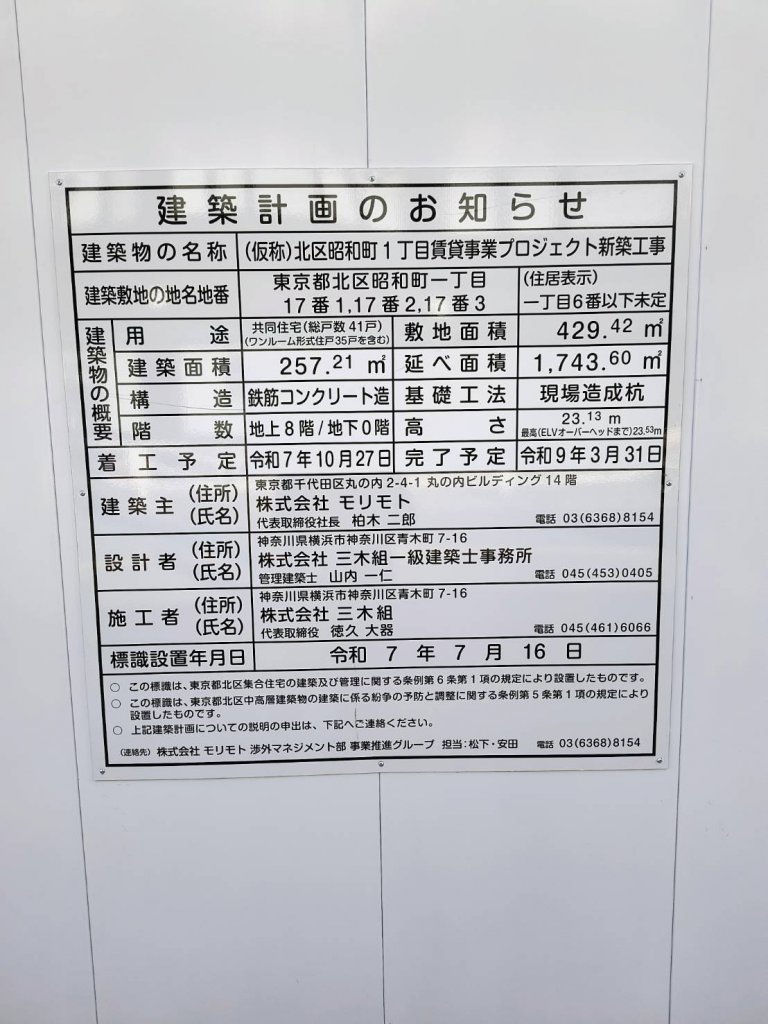 建築計画のお知らせ
建築物の名称 (仮称)北区昭和町1丁目賃貸事業プロジェクト新築工事
建築敷地の地名地番 東京都北区昭和町一丁目 17番1,17番2,17番3 (住居表示) 一丁目6番以下未定
建築物の概要
用途 共同住宅(総戸数41戸) (ワンルーム形式住戸35戸を含む) 敷地面積 429.42㎡
建築面積 257.21㎡ 延べ面積 1,743.60㎡
構造 鉄筋コンクリート造 基礎工法 現場造成杭
階数 地上8階/地下0階 高さ 23.13m 最高(ELVオーバーヘッドまで)23.53m
着工予定 令和7年10月27日 完了予定 令和9年3月31日
建築主 (住所) (氏名) 東京都千代田区丸の内2-4-1 丸の内ビルディング14階
株式会社 モリモト
代表取締役社長 柏木 二郎 電話 03(6368)8154
設計者 (住所) (氏名) 神奈川県横浜市神奈川区青木町7-16
株式会社 三木組一級建築士事務所
管理建築士 山内 一仁 電話 045(453)0405
施工者 (住所) (氏名) 神奈川県横浜市神奈川区青木町7-16
株式会社 三木組
代表取締役 徳久 大器 電話 045(461)6066
標識設置年月日 令和7年7月16日
○ この標識は、東京都北区集合住宅の建築及び管理に関する条例第6条第1項の規定により設置したものです。
○ この標識は、東京都北区中高層建築物の建築に係る紛争の予防と調整に関する条例第5条第1項の規定により
設置したものです。
○ 上記建築計画についての説明の申出は、下記へご連絡ください。
(連絡先) 株式会社 モリモト 渉外マネジメント部 事業推進グループ 担当:松下・安田 電話 03(6368)8154